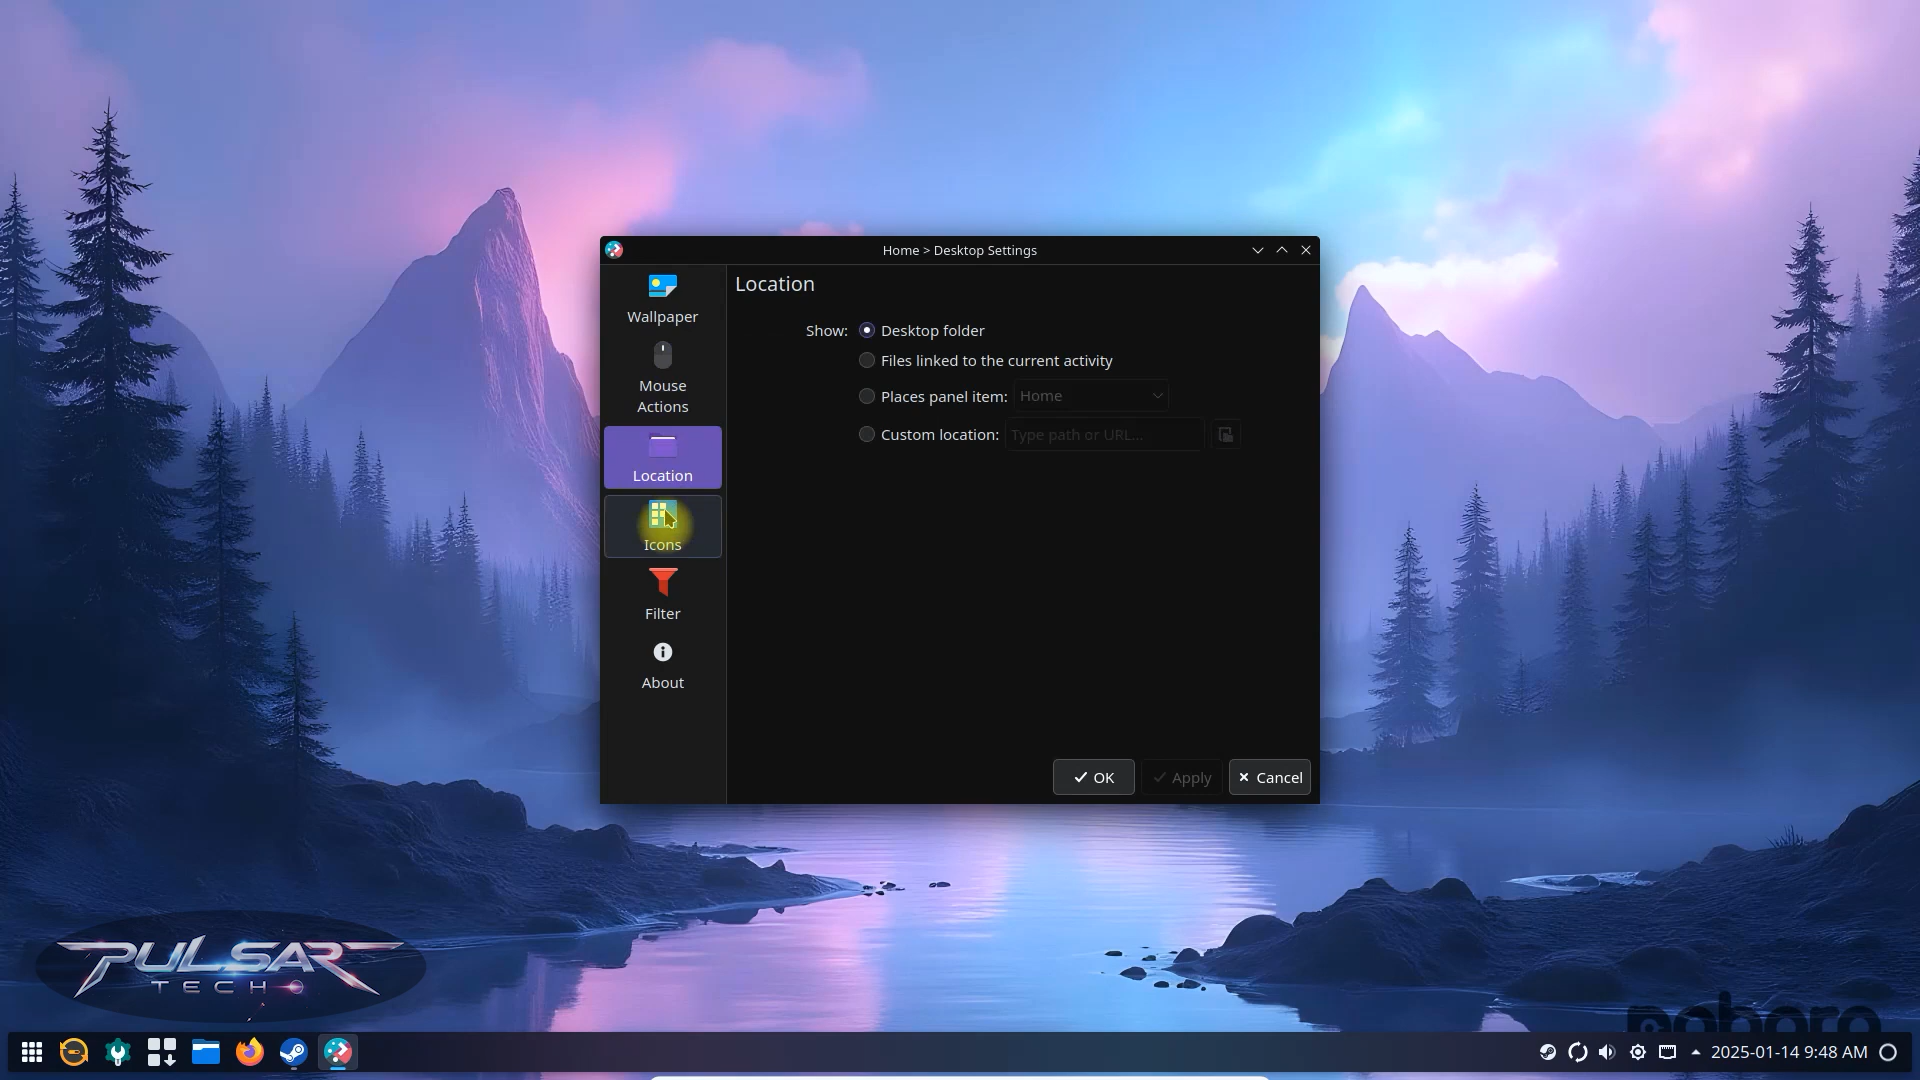 Home > Desktop Settings
Wallpaper
Mouse
Actions
Location
Icons
Filter
About
Location
Show:
Desktop folder
Files linked to the current activity
Places panel item:
Home
Custom location:
Type path or URL...
OK
Apply
Cancel
PULSAR
TECH
nobara
2025-01-14 9:48 AM